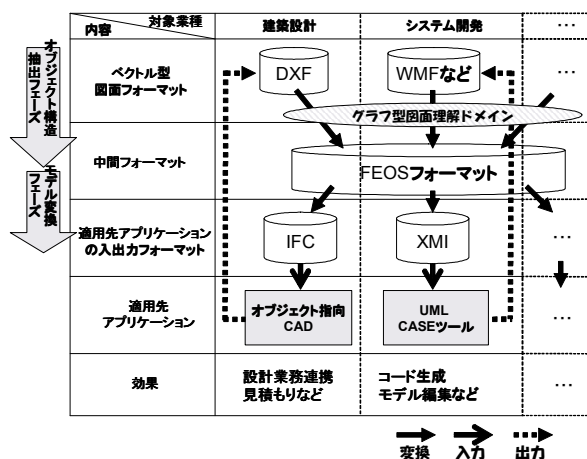 対象業種
内容
建築設計
システム開発
…
オブジェクト構造
抽出フェーズ
ベクトル型
図面フォーマット
DXF
WMFなど
…
グラフ型図面理解ドメイン
中間フォーマット
FEOSフォーマット
モデル変換
フェーズ
適用先アプリケーション
の入出力フォーマット
IFC
XMI
…
適用先
アプリケーション
オブジェクト指向
CAD
UML
CASEツール
…
効果
設計業務連携
見積もりなど
コード生成
モデル編集など
…
変換
入力
出力